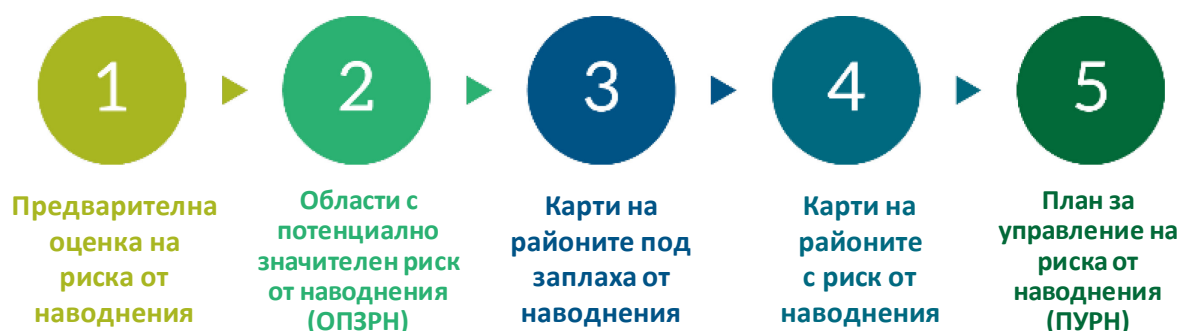 1
Предварителна
оценка на
риска от
наводнения
2
Области с
потенциално
значителен риск
от наводнения
(ОПЗРН)
3
Карти на
районите под
заплаха от
наводнения
4
Карти на
районите
с риск от
наводнения
5
План за
управление на
риска от
наводнения
(ПУРН)